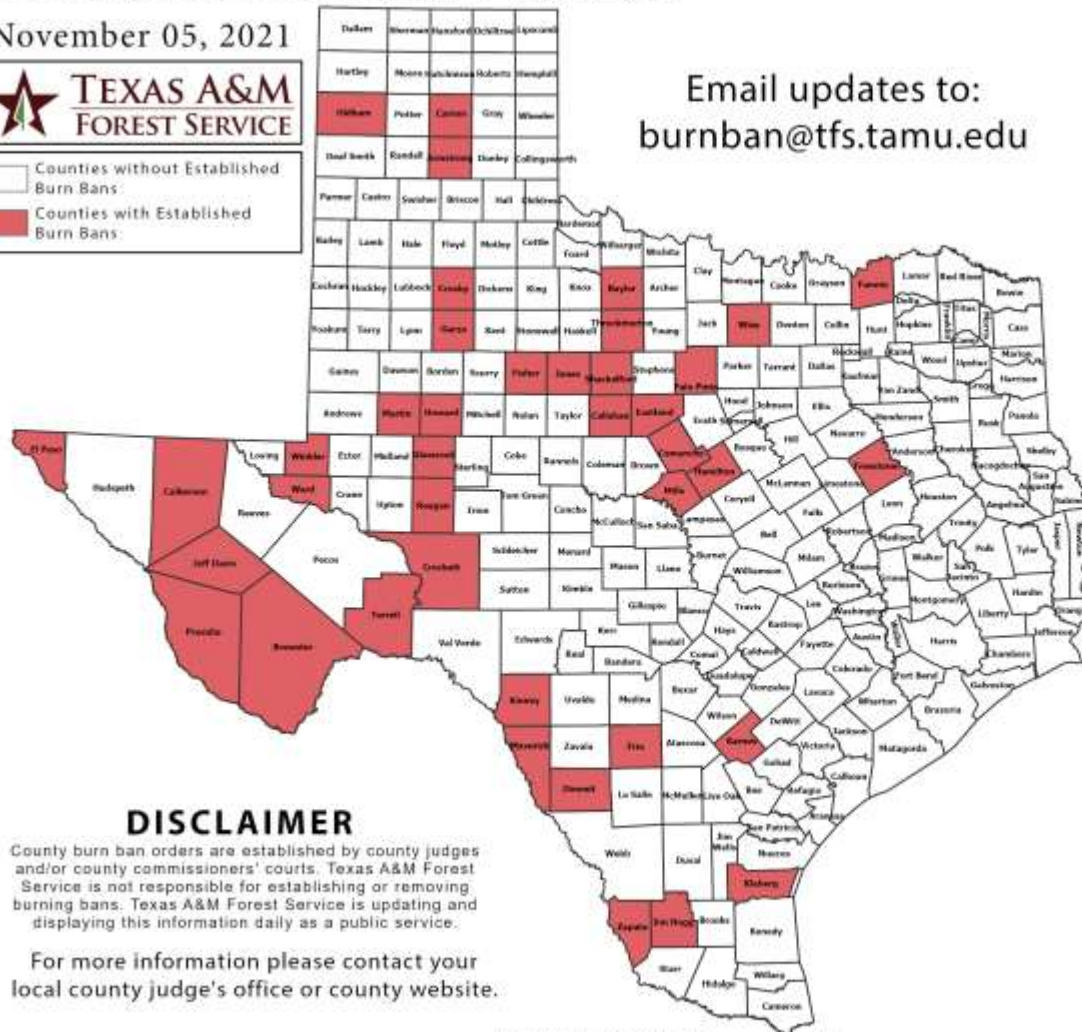 November 05, 2021
TEXAS A&M
FOREST SERVICE
Counties without Established
Burn Bans
Counties with Established
Burn Bans
Email updates to:
burnban@tfs.tamu.edu
Dallam Sherman Hansford Ochiltree Lipscomb
Hartley Moore Hutchinson Roberts Hemphill
Oldham Potter Carson Gray Wheeler
Deaf Smith Randall Armstrong Donley Collingsworth
Parmer Castro Swisher Briscoe Hall Childress
Hardeman
Bailey Lamb Hale Floyd Motley Cottle Foard Wilbarger Wichita
Clay Montague Cooke Grayson Fannin Lamar Red River Bowie
Cochran Hockley Lubbock Crosby Dickens King Knox Baylor Archer
Delta Titus Franklin Morris Camp Cass
Yoakum Terry Lynn Garza Kent Stonewall Haskell Throckmorton Young Jack Wise Denton Collin Hunt Hopkins
Rockwall Rains Wood Upshur Marion
Gaines Dawson Borden Scurry Fisher Jones Shackelford Stephens Palo Pinto Parker Tarrant Dallas Kaufman Van Zandt Gregg Harrison
Hood Johnson Ellis Smith
Andrews Martin Howard Mitchell Nolan Taylor Callahan Eastland Erath Somervell Henderson Rusk Panola
El Paso Hudspeth Culberson Loving Winkler Ector Midland Glasscock Sterling Coke Runnels Coleman Brown Comanche Bosque Hill Navarro Freestone Anderson Cherokee Nacogdoches Shelby
San Augustine Sabine
Ward Crane Upton Reagan Irion Tom Green Concho McCulloch San Saba Mills Hamilton Coryell McLennan Limestone Leon Houston Angelina
Reeves Lampasas Falls Robertson Madison Trinity Polk Tyler Jasper Newton
Jeff Davis Pecos Crockett Schleicher Menard Mason Llano Burnet Bell Milam Brazos Grimes Walker San Jacinto Hardin
Sutton Kimble Williamson Burleson Montgomery Liberty Orange
Presidio Brewster Terrell Gillespie Blanco Travis Lee Washington Waller Jefferson
Val Verde Edwards Kerr Real Kendall Hays Bastrop Fayette Austin Harris Chambers
Bandera Comal Caldwell Colorado
Guadalupe Gonzales Lavaca Fort Bend Galveston
Kinney Uvalde Medina Bexar Wilson DeWitt Wharton Brazoria
Maverick Zavala Frio Atascosa Karnes Victoria Jackson Matagorda
Goliad Calhoun
Dimmit La Salle McMullen Live Oak Bee Refugio
Aransas
San Patricio
Webb Duval Jim Wells Nueces
Kleberg
Zapata Jim Hogg Brooks Kenedy
Starr Hidalgo Willacy
Cameron
DISCLAIMER
County burn ban orders are established by county judges
and/or county commissioners' courts. Texas A&M Forest
Service is not responsible for establishing or removing
burning bans. Texas A&M Forest Service is updating and
displaying this information daily as a public service.
For more information please contact your
local county judge's office or county website.